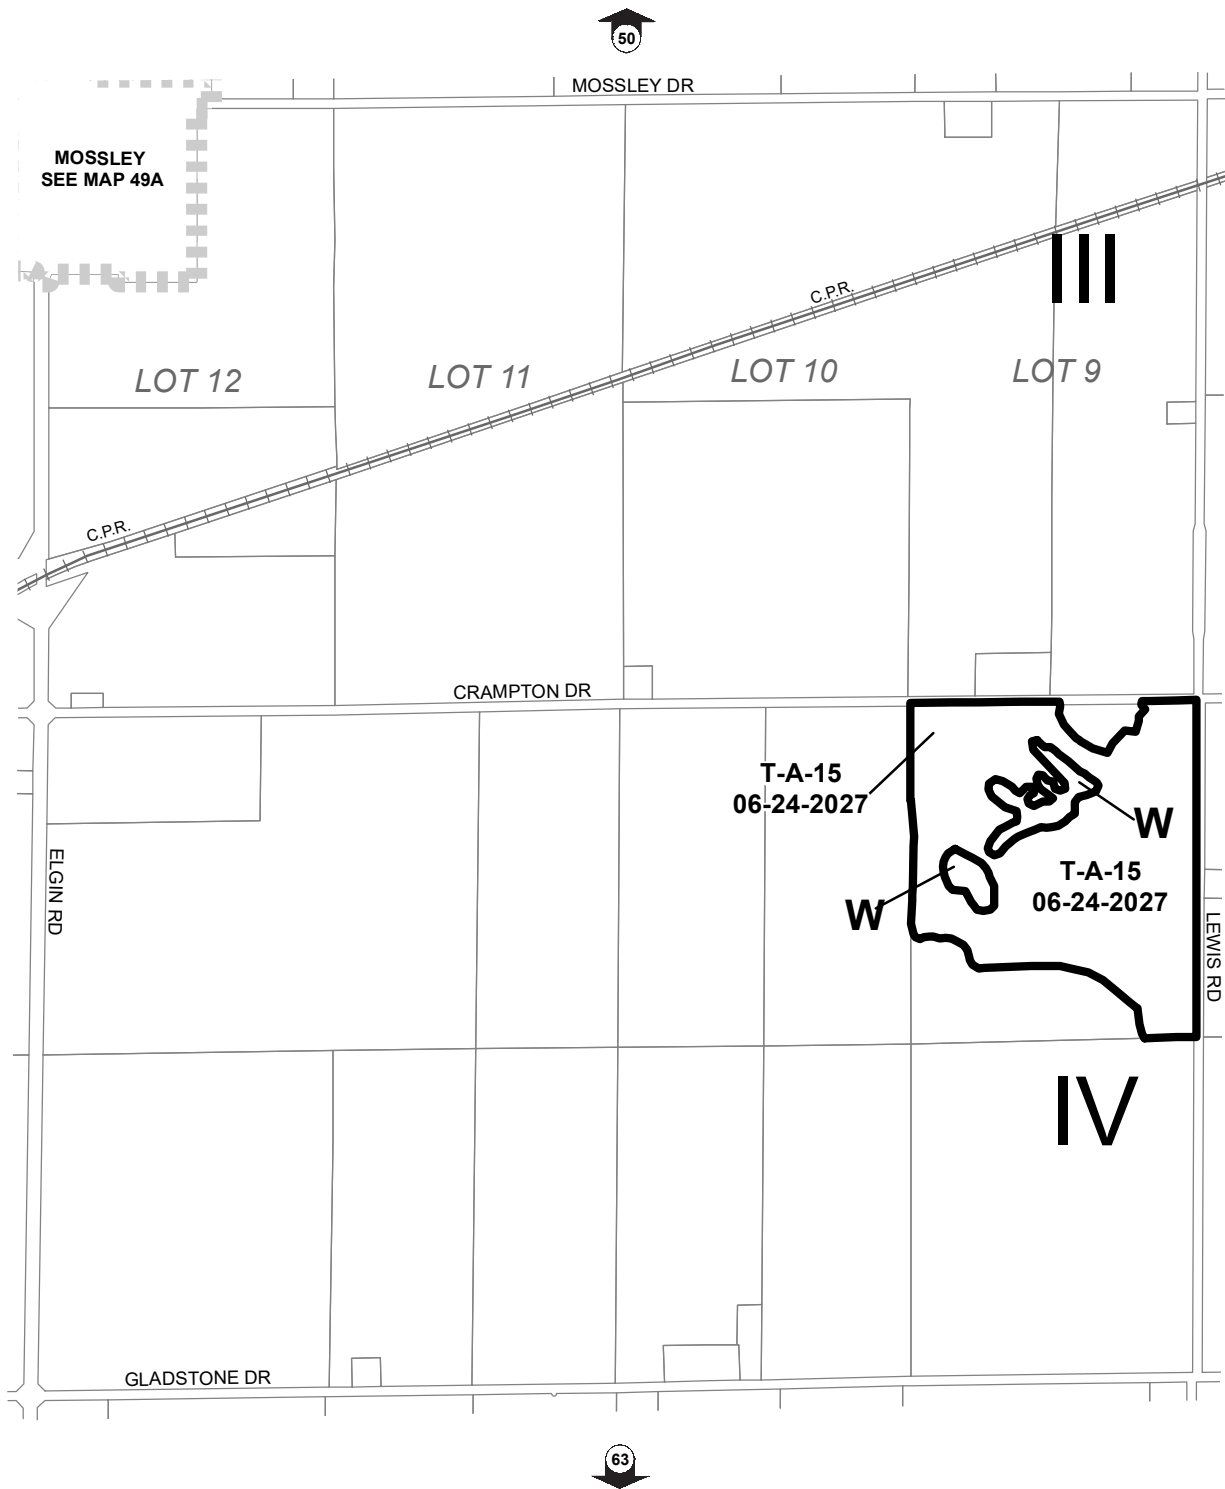 50
MOSSLEY DR
MOSSLEY
SEE MAP 49A
III
C.P.R.
LOT 12
LOT 11
LOT 10
LOT 9
C.P.R.
CRAMPTON DR
T-A-15
06-24-2027
W
T-A-15
06-24-2027
W
ELGIN RD
LEWIS RD
IV
GLADSTONE DR
63